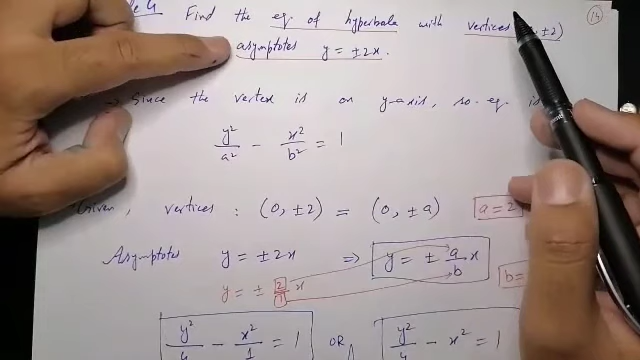 Find the eq. of hyperbola with vertices ±2)
(13)
asymptotes y = ±2x.
Since the vertex is on y-axis, so eq. is
y²/a² - x²/b² = 1
Given, vertices : (0, ±2) = (0, ±a) a = 2
Asymptotes y = ±2x ⇒ y = ± a/b x
y = ± 2/1 x b =
y²/4 - x²/1 = 1 OR y²/4 - x² = 1